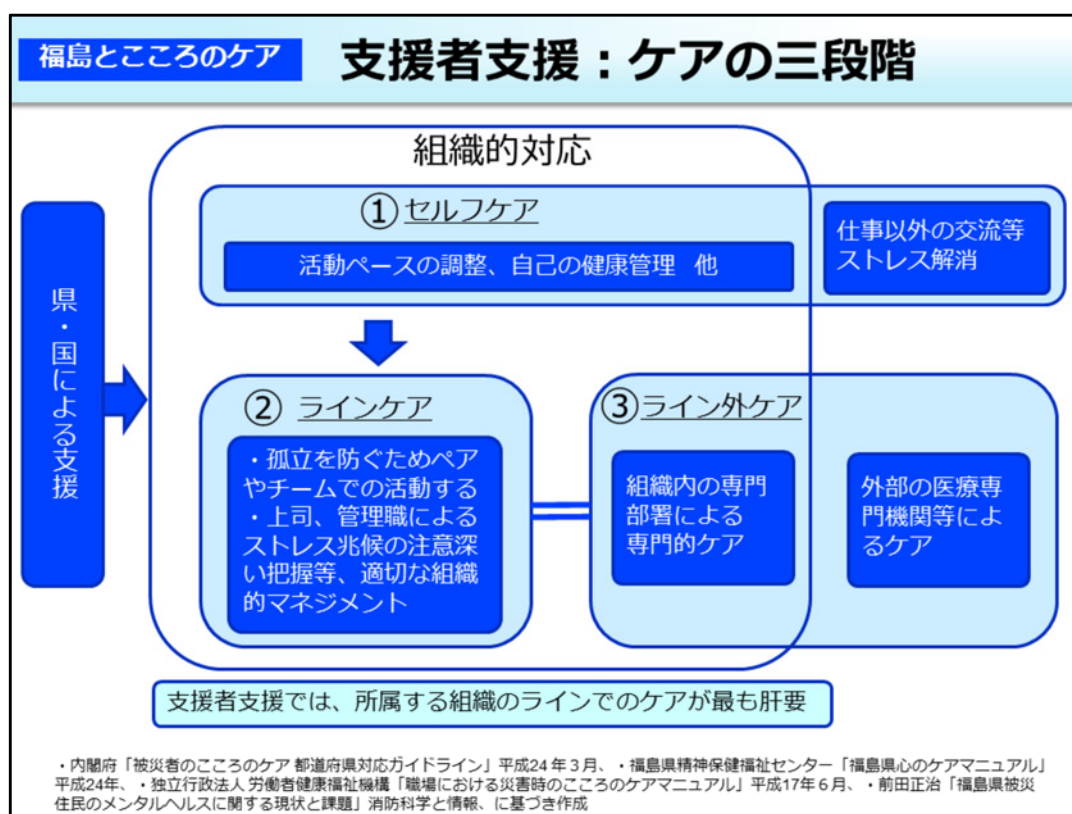 福島とこころのケア
支援者支援：ケアの三段階
組織的対応
①セルフケア
活動ペースの調整、自己の健康管理 他
仕事以外の交流等
ストレス解消
県・国による支援
② ラインケア
・孤立を防ぐためペア
やチームでの活動する
・上司、管理職による
ストレス兆候の注意深
い把握等、適切な組織
的マネジメント
③ライン外ケア
組織内の専門
部署による
専門的ケア
外部の医療専
門機関等によ
るケア
支援者支援では、所属する組織のラインでのケアが最も肝要
・内閣府「被災者のこころのケア 都道府県対応ガイドライン」平成24年３月、・福島県精神保健福祉センター「福島県心のケアマニュアル」
平成24年、・独立行政法人 労働者健康福祉機構「職場における災害時のこころのケアマニュアル」平成17年６月、・前田正治「福島県被災
住民のメンタルヘルスに関する現状と課題」消防科学と情報、に基づき作成